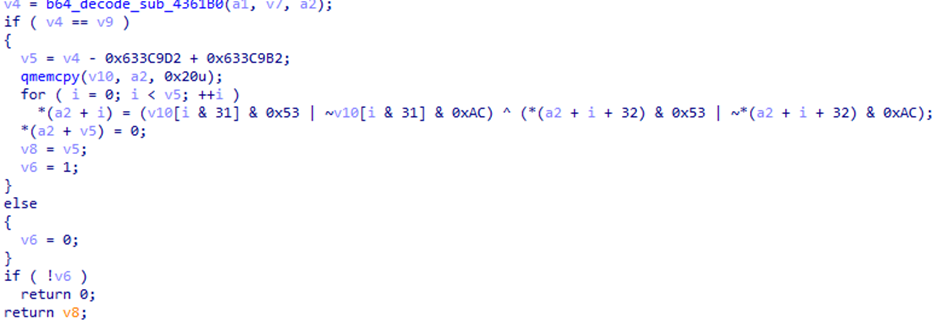 v4 = b64_decode_sub_4361B0(a1, v7, a2);
if ( v4 == v9 )
{
v5 = v4 - 0x633C9D2 + 0x633C9B2;
qmemcpy(v10, a2, 0x20u);
for ( i = 0; i < v5; ++i )
*(a2 + i) = (v10[i & 31] & 0x53 | ~v10[i & 31] & 0xAC) ^ (*(a2 + i + 32) & 0x53 | ~*(a2 + i + 32) & 0xAC);
*(a2 + v5) = 0;
v8 = v5;
v6 = 1;
}
else
{
v6 = 0;
}
if ( !v6 )
return 0;
return v8;